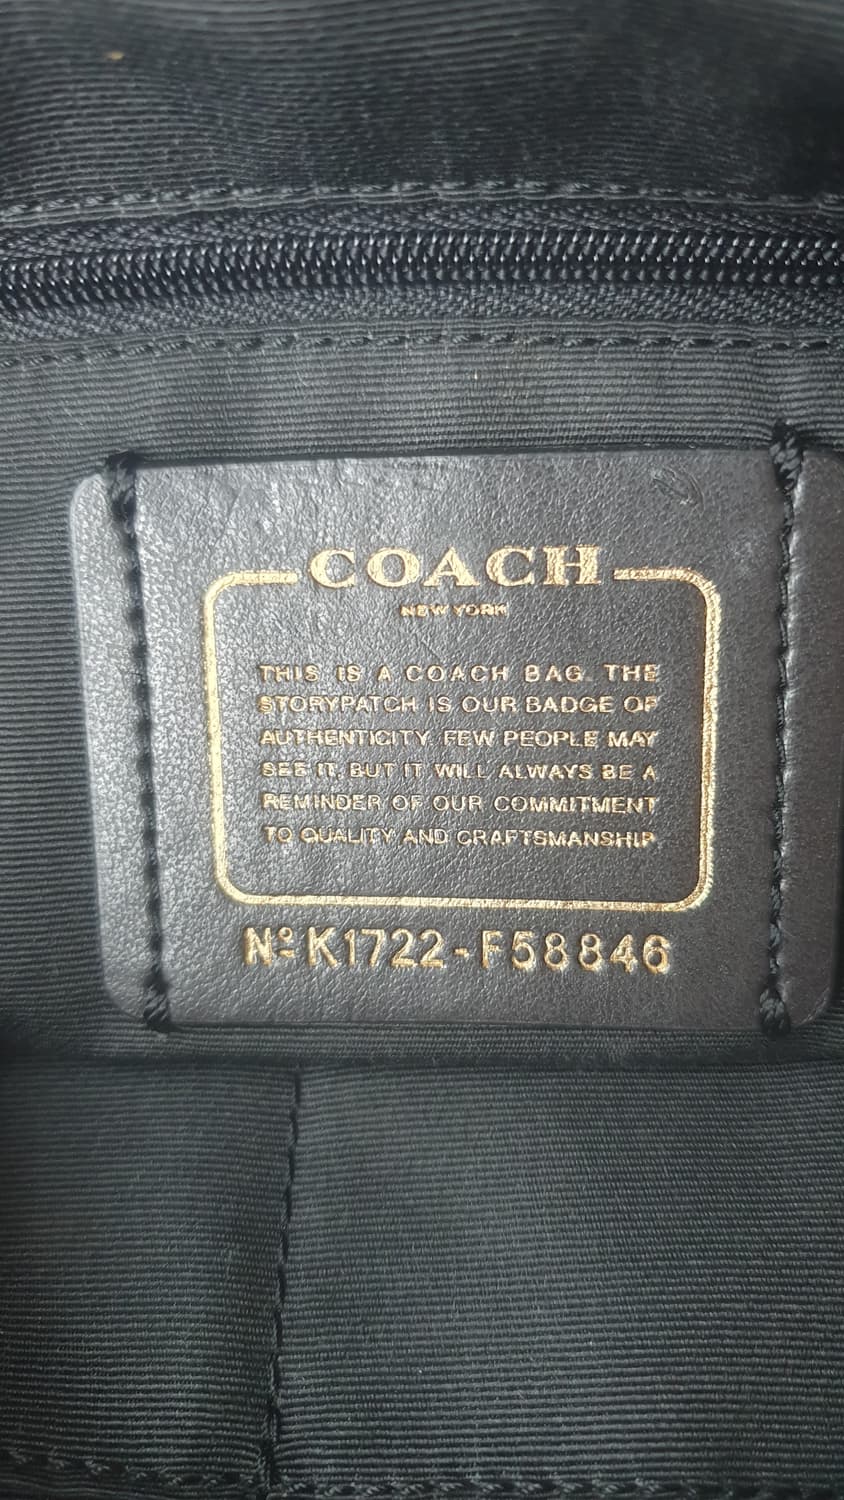 COACH
NEW YORK
THIS IS A COACH BAG. THE
STORYPATCH IS OUR BADGE OF
AUTHENTICITY. FEW PEOPLE MAY
SEE IT, BUT IT WILL ALWAYS BE A
REMINDER OF OUR COMMITMENT
TO QUALITY AND CRAFTSMANSHIP
Nº K1722-F58846